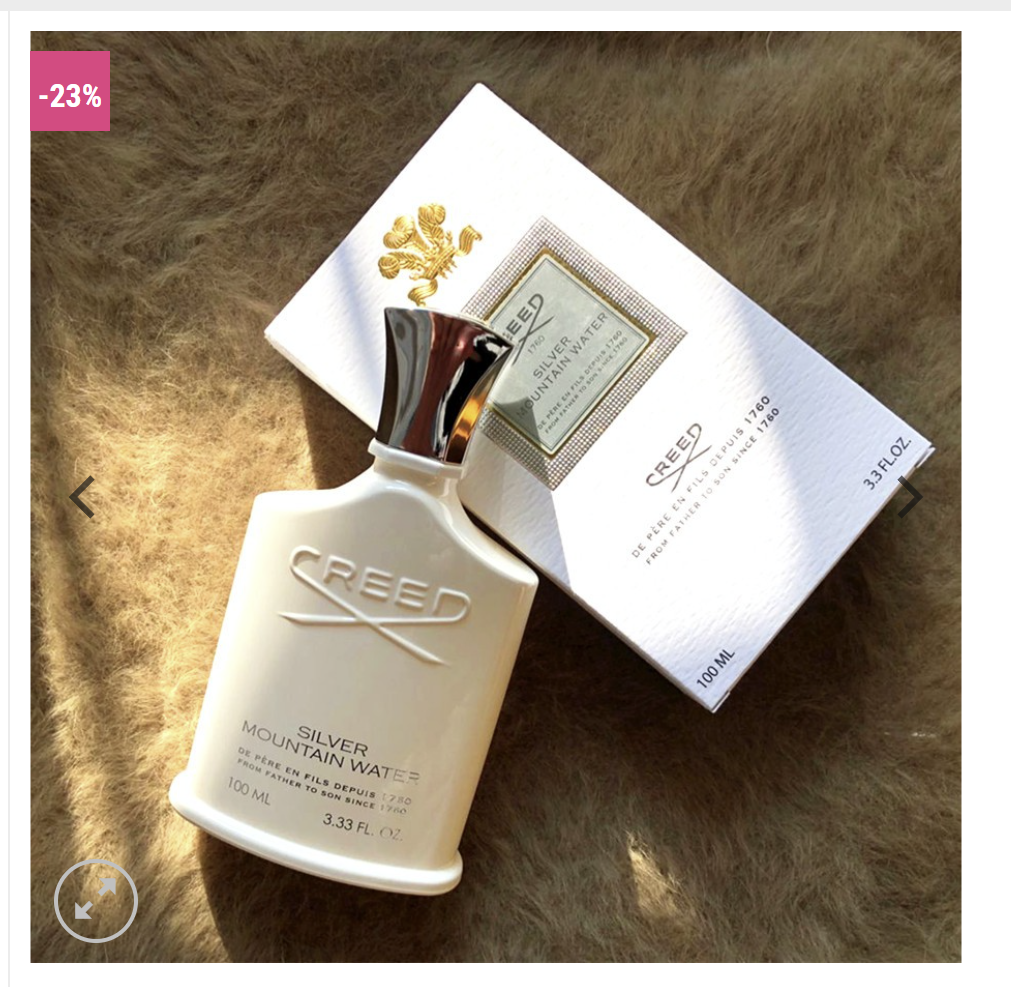 -23%
CREED
1760
SILVER
MOUNTAIN WATER
DE PÈRE EN FILS DEPUIS 1760
FROM FATHER TO SON SINCE 1760
CREED
DE PÈRE EN FILS DEPUIS 1760
FROM FATHER TO SON SINCE 1760
3.3 FL.OZ.
100 ML
CREED
SILVER
MOUNTAIN WATER
DE PÈRE EN FILS DEPUIS 1760
FROM FATHER TO SON SINCE 1760
100 ML
3.33 FL. OZ.